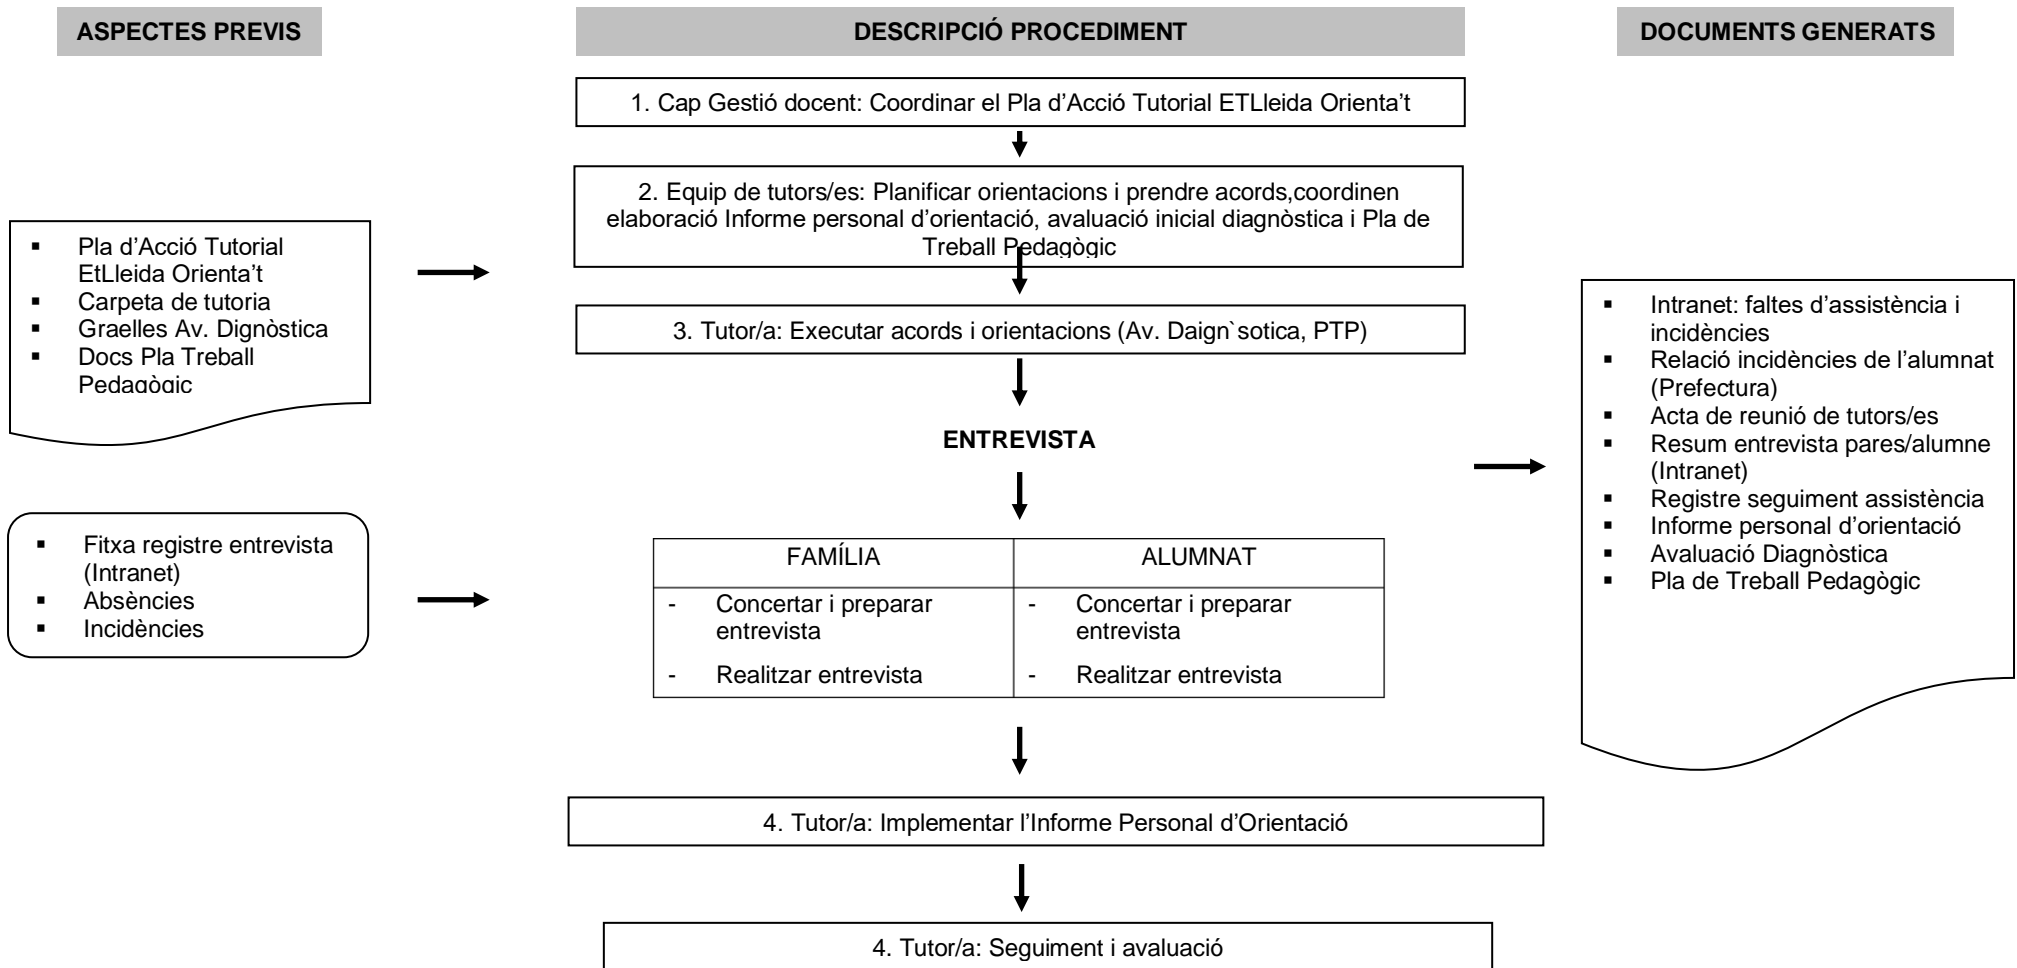 ASPECTES PREVIS
DESCRIPCIÓ PROCEDIMENT
DOCUMENTS GENERATS
1. Cap Gestió docent: Coordinar el Pla d’Acció Tutorial ETLleida Orienta’t
2. Equip de tutors/es: Planificar orientacions i prendre acords,coordinen
elaboració Informe personal d’orientació, avaluació inicial diagnòstica i Pla de
Treball Pedagògic
▪ Pla d’Acció Tutorial
EtLleida Orienta’t
▪ Carpeta de tutoria
▪ Graelles Av. Dignòstica
▪ Docs Pla Treball
Pedagògic
3. Tutor/a: Executar acords i orientacions (Av. Daign`sotica, PTP)
ENTREVISTA
▪ Fitxa registre entrevista
(Intranet)
▪ Absències
▪ Incidències
FAMÍLIA
- Concertar i preparar
entrevista
- Realitzar entrevista
ALUMNAT
- Concertar i preparar
entrevista
- Realitzar entrevista
4. Tutor/a: Implementar l’Informe Personal d’Orientació
4. Tutor/a: Seguiment i avaluació
▪ Intranet: faltes d’assistència i
incidències
▪ Relació incidències de l’alumnat
(Prefectura)
▪ Acta de reunió de tutors/es
▪ Resum entrevista pares/alumne
(Intranet)
▪ Registre seguiment assistència
▪ Informe personal d’orientació
▪ Avaluació Diagnòstica
▪ Pla de Treball Pedagògic